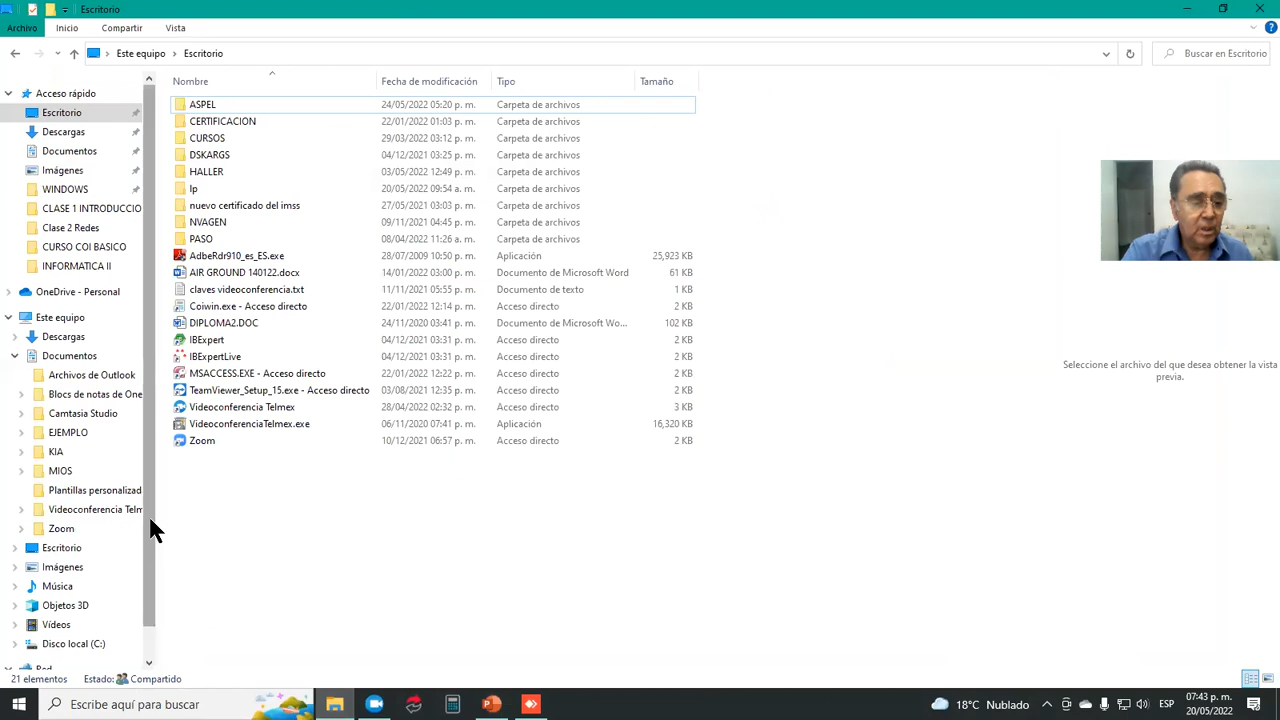 Escritorio
Archivo Inicio Compartir Vista
Este equipo Escritorio Buscar en Escritorio
Nombre Fecha de modificación Tipo Tamaño
Acceso rápido
Escritorio
Descargas
Documentos
Imágenes
WINDOWS
CLASE 1 INTRODUCCIO
Clase 2 Redes
CURSO COI BASICO
INFORMATICA II
OneDrive - Personal
Este equipo
Descargas
Documentos
Archivos de Outlook
Blocs de notas de One
Camtasia Studio
EJEMPLO
KIA
MIOS
Plantillas personalizad
Videoconferencia Telm
Zoom
Escritorio
Imágenes
Música
Objetos 3D
Vídeos
Disco local (C:)
Red
ASPEL 24/05/2022 05:20 p. m. Carpeta de archivos
CERTIFICACION 22/01/2022 01:03 p. m. Carpeta de archivos
CURSOS 29/03/2022 03:12 p. m. Carpeta de archivos
DSKARGS 04/12/2021 03:25 p. m. Carpeta de archivos
HALLER 03/05/2022 12:49 p. m. Carpeta de archivos
lp 20/05/2022 09:54 a. m. Carpeta de archivos
nuevo certificado del imss 27/05/2021 03:03 p. m. Carpeta de archivos
NVAGEN 09/11/2021 04:45 p. m. Carpeta de archivos
PASO 08/04/2022 11:26 a. m. Carpeta de archivos
AdbeRdr910_es_ES.exe 28/07/2009 10:50 p. m. Aplicación 25,923 KB
AIR GROUND 140122.docx 14/01/2022 03:00 p. m. Documento de Microsoft Word 61 KB
claves videoconferencia.txt 11/11/2021 05:55 p. m. Documento de texto 1 KB
Coiwin.exe - Acceso directo 22/01/2022 12:14 p. m. Acceso directo 2 KB
DIPLOMA2.DOC 24/11/2020 03:41 p. m. Documento de Microsoft Wo... 102 KB
IBExpert 04/12/2021 03:31 p. m. Acceso directo 2 KB
IBExpertLive 04/12/2021 03:31 p. m. Acceso directo 2 KB
MSACCESS.EXE - Acceso directo 22/01/2022 12:22 p. m. Acceso directo 2 KB
TeamViewer_Setup_15.exe - Acceso directo 03/08/2021 12:35 p. m. Acceso directo 2 KB
Videoconferencia Telmex 28/04/2022 02:32 p. m. Acceso directo 3 KB
VideoconferenciaTelmex.exe 06/11/2020 07:41 p. m. Aplicación 16,320 KB
Zoom 10/12/2021 06:57 p. m. Acceso directo 2 KB
Seleccione el archivo del que desea obtener la vista
previa.
21 elementos Estado: Compartido
Escribe aquí para buscar
18°C Nublado ESP
07:43 p. m.
20/05/2022